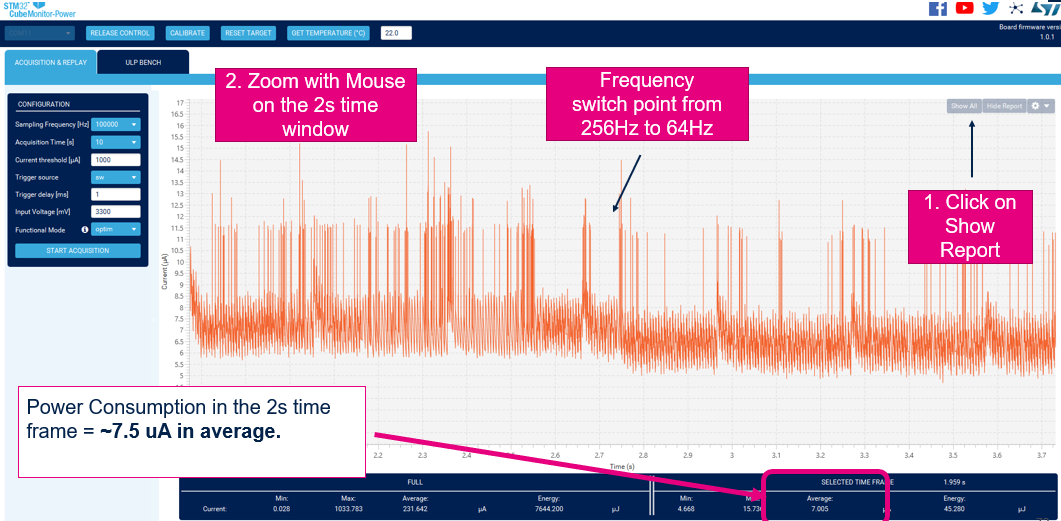 STM32
CubeMonitor-Power
RELEASE CONTROL
CALIBRATE
RESET TARGET
GET TEMPERATURE (°C)
22.0
Board firmware versi
1.0.1
ACQUISITION & REPLAY
ULP BENCH
CONFIGURATION
Sampling Frequency [Hz] 100000
Acquisition Time [s] 10
Current threshold [µA] 1000
Trigger source sw
Trigger delay [ms] 1
Input Voltage [mV] 3300
Functional Mode optim
START ACQUISITION
2. Zoom with Mouse
on the 2s time
window
Frequency
switch point from
256Hz to 64Hz
Show All
Hide Report
1. Click on
Show
Report
17
16.5
16
15.5
15
14.5
14
13.5
13
12.5
12
11.5
11
10.5
10
9.5
9
8.5
8
7.5
7
6.5
6
5.5
5
Current (µA)
Power Consumption in the 2s time
frame = ~7.5 uA in average.
2.2 2.3 2.4 2.5 2.6 2.7 2.8 2.9 3 3.1 3.2 3.3 3.4 3.5 3.6 3.7
Time (s)
FULL
Min: Max: Average: Energy:
Current: 0.028 1033.783 231.642 µA 7644.200 µJ
SELECTED TIME FRAME 1.959 s
Min: Average: Energy:
4.668 15.736 7.005 45.280 µJ